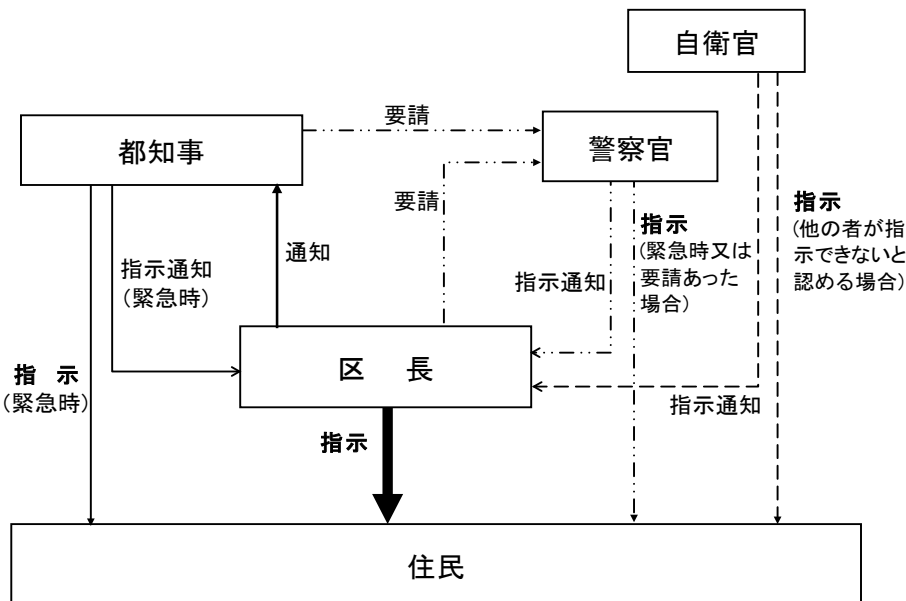 自衛官
要請
都知事
警察官
要請
指示
(他の者が指
示できないと
認める場合)
指示
(緊急時又は
要請あった
場合)
通知
指示通知
(緊急時)
指示通知
区　長
指　示
(緊急時)
指示通知
指示
住民